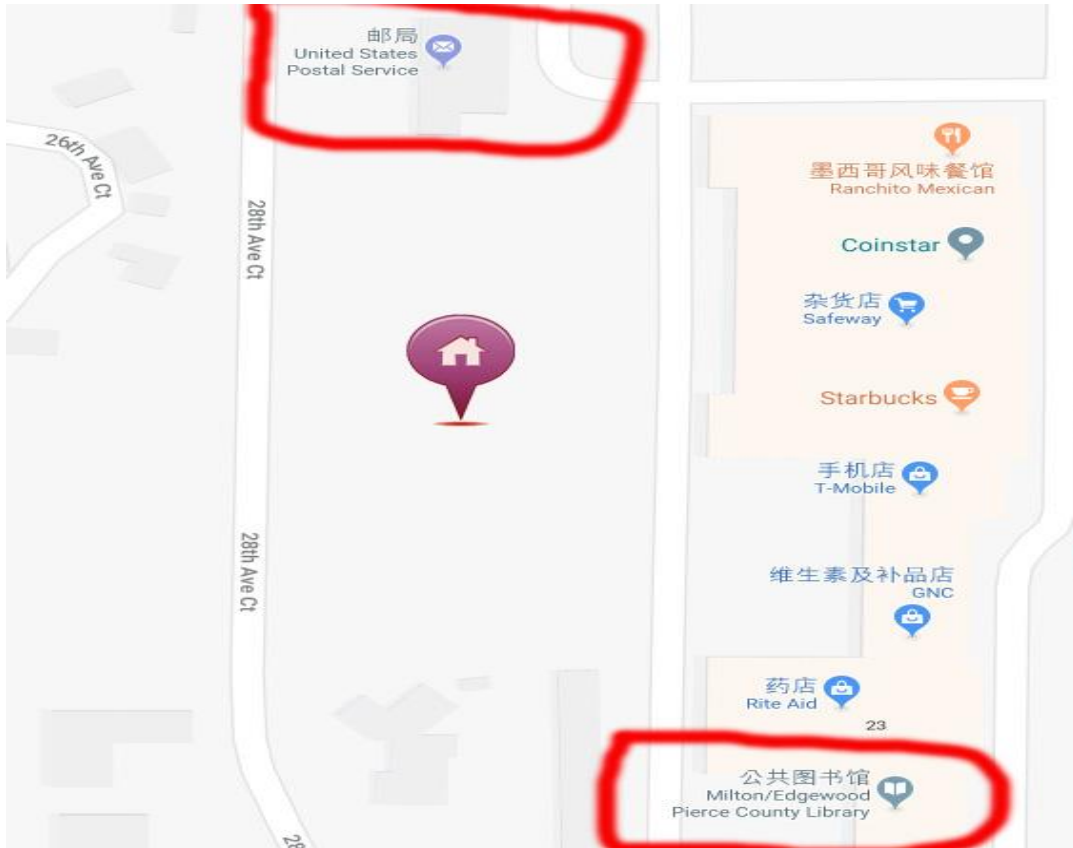 邮局
United States
Postal Service
26th Ave Ct
28th Ave Ct
墨西哥风味餐馆
Ranchito Mexican
Coinstar
杂货店
Safeway
Starbucks
手机店
T-Mobile
28th Ave Ct
维生素及补品店
GNC
药店
Rite Aid
23
公共图书馆
Milton/Edgewood
Pierce County Library
28